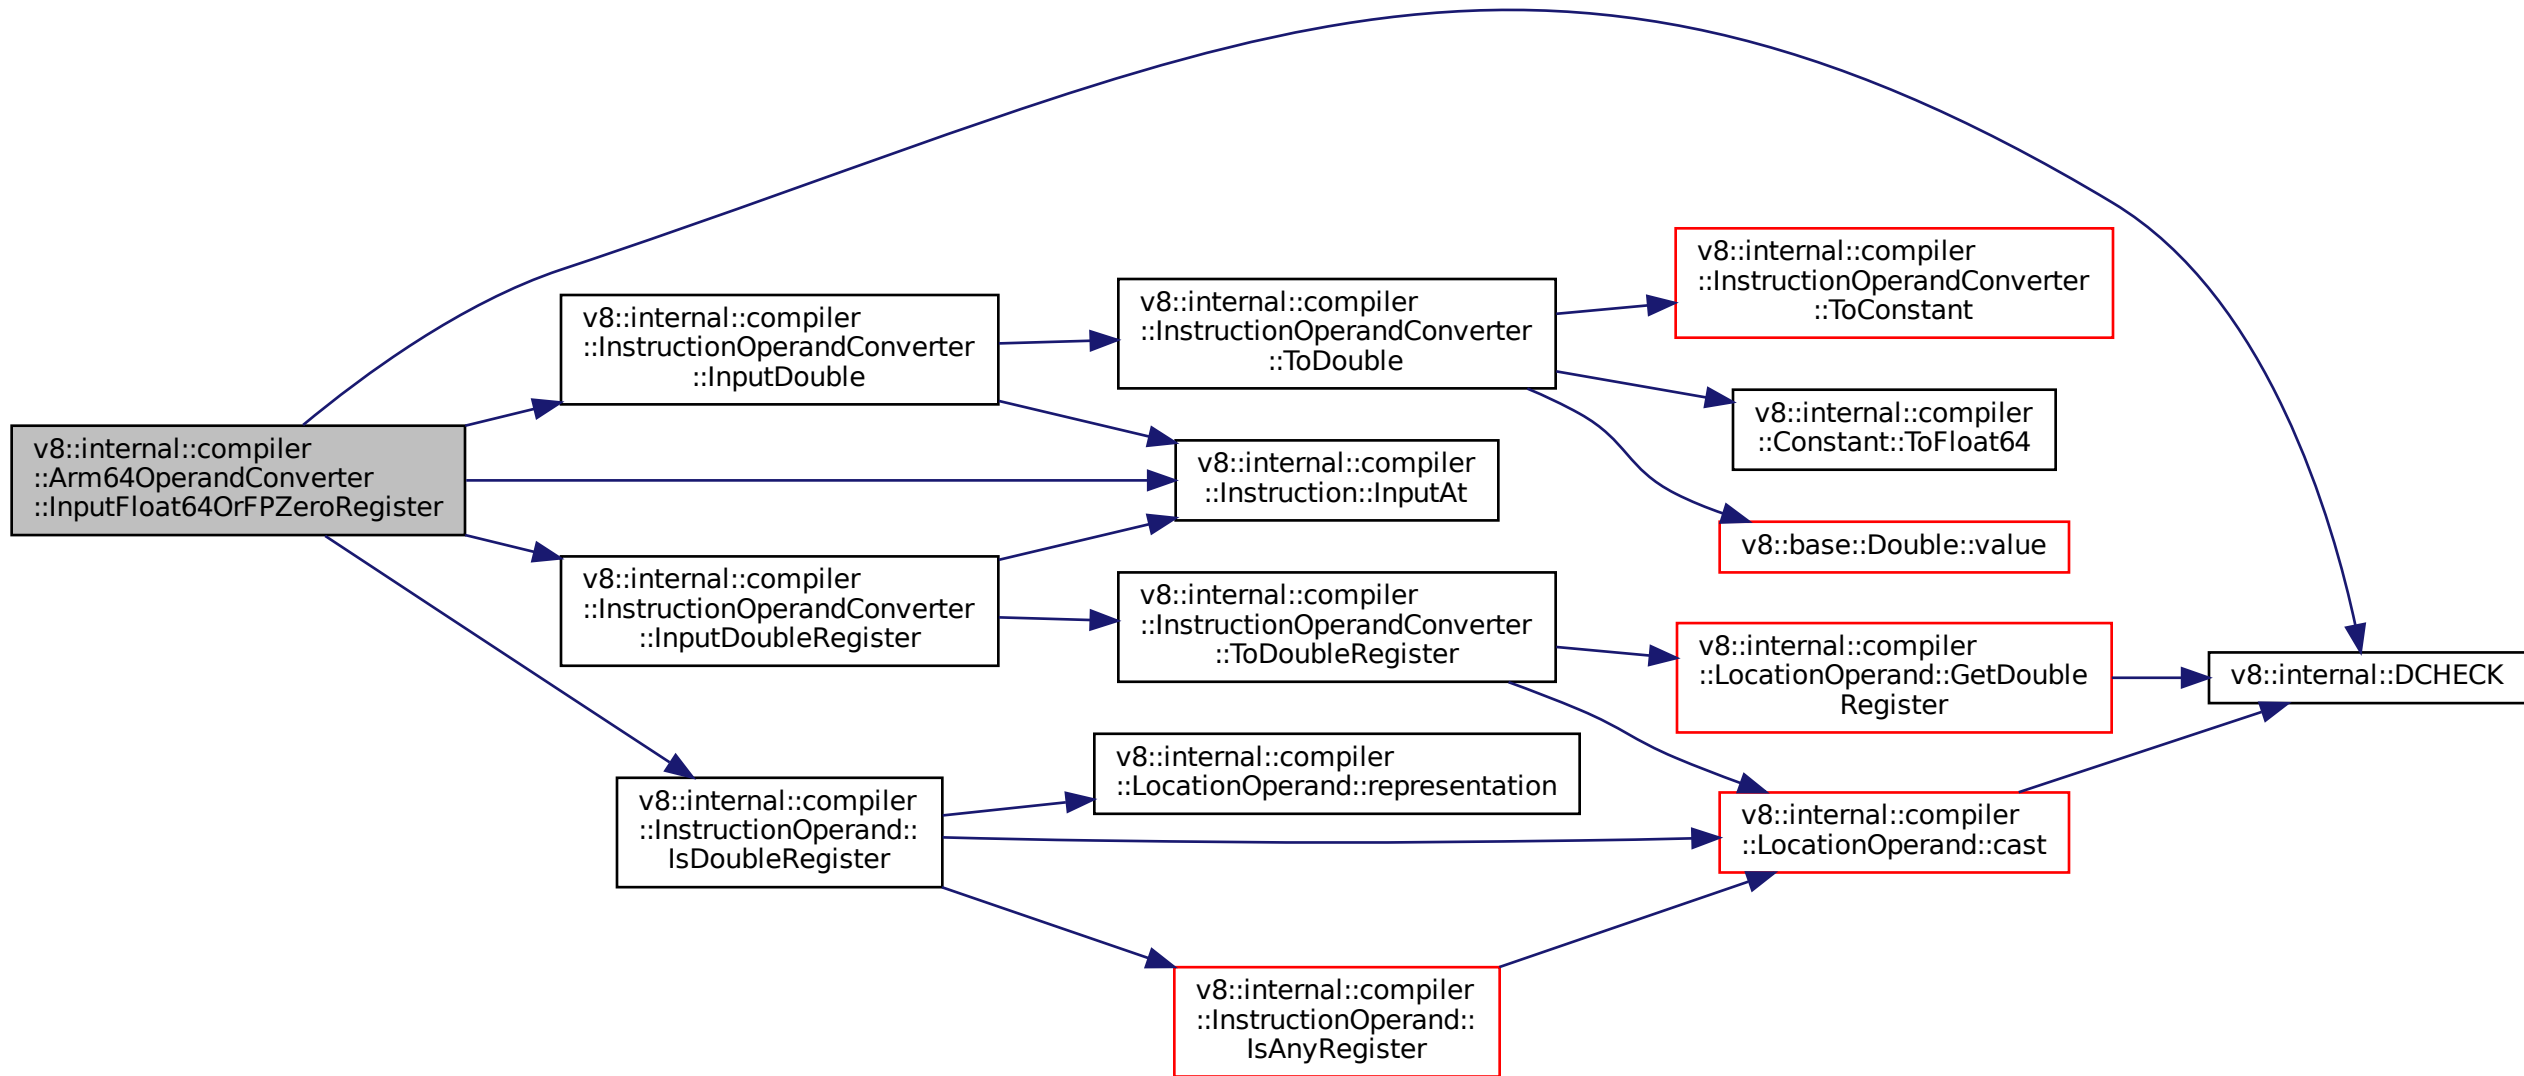 v8::internal::compiler
::Arm64OperandConverter
::InputFloat64OrFPZeroRegister
v8::internal::compiler
::InstructionOperandConverter
::InputDouble
v8::internal::compiler
::InstructionOperandConverter
::InputDoubleRegister
v8::internal::compiler
::InstructionOperand::
IsDoubleRegister
v8::internal::compiler
::InstructionOperandConverter
::ToDouble
v8::internal::compiler
::Instruction::InputAt
v8::internal::compiler
::InstructionOperandConverter
::ToDoubleRegister
v8::internal::compiler
::LocationOperand::representation
v8::internal::compiler
::InstructionOperand::
IsAnyRegister
v8::internal::compiler
::InstructionOperandConverter
::ToConstant
v8::internal::compiler
::Constant::ToFloat64
v8::base::Double::value
v8::internal::compiler
::LocationOperand::GetDouble
Register
v8::internal::compiler
::LocationOperand::cast
v8::internal::DCHECK